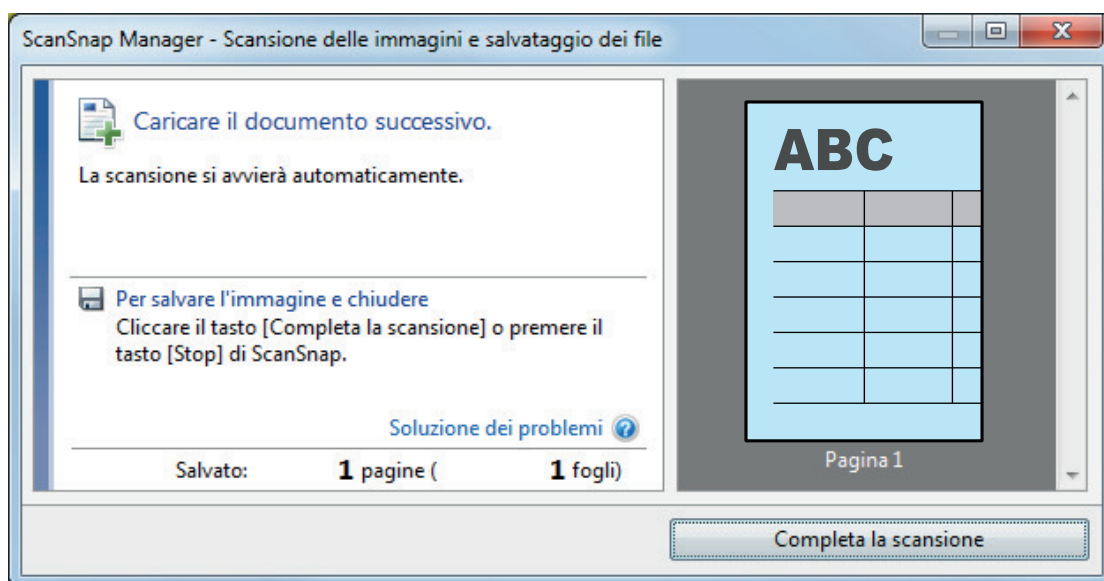 ScanSnap Manager - Scansione delle immagini e salvataggio dei file
Caricare il documento successivo.
La scansione si avvierà automaticamente.
Per salvare l'immagine e chiudere
Cliccare il tasto [Completa la scansione] o premere il
tasto [Stop] di ScanSnap.
Soluzione dei problemi
Salvato: 1 pagine ( 1 fogli)
ABC
Pagina 1
Completa la scansione